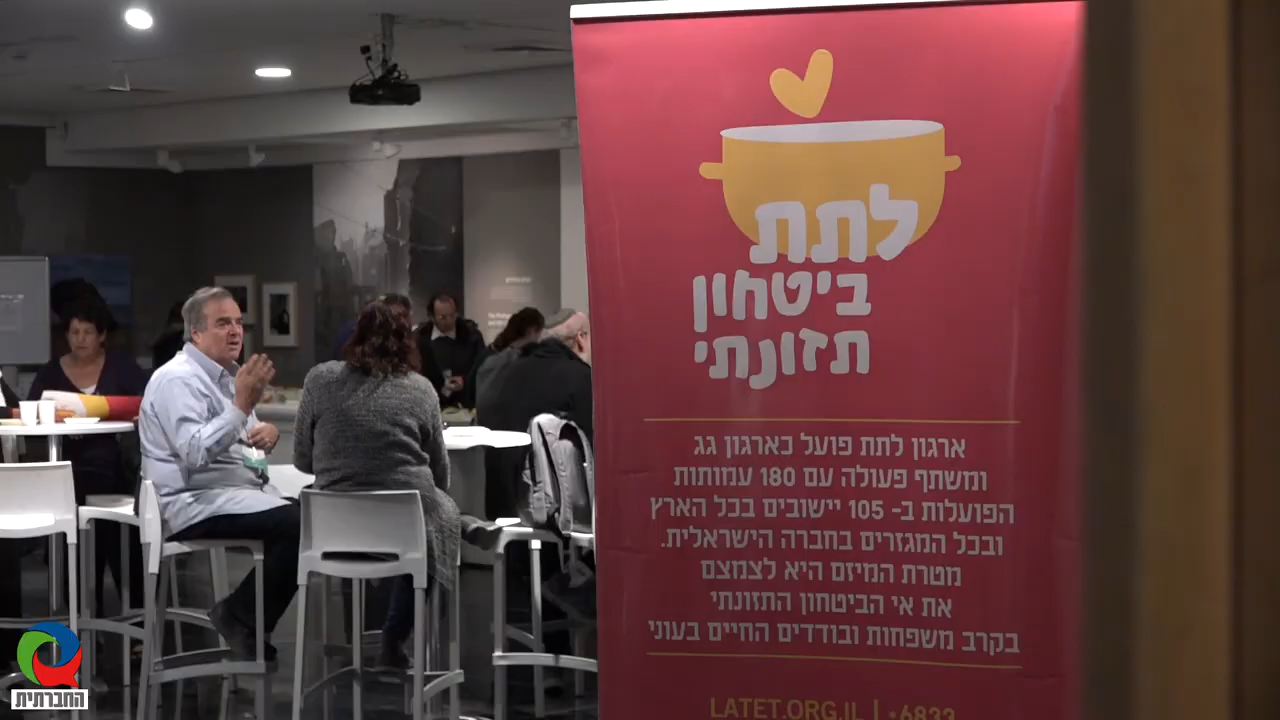 לתת
ביטחון
תזונתי
ארגון לתת פועל כארגון גג
ומשתף פעולה עם 180 עמותות
הפועלות ב- 105 יישובים בכל הארץ
ובכל המגזרים בחברה הישראלית.
מטרת המיזם היא לצמצם
את אי הביטחון התזונתי
בקרב משפחות ובודדים החיים בעוני
LATET.ORG.IL | *6833
החברתית